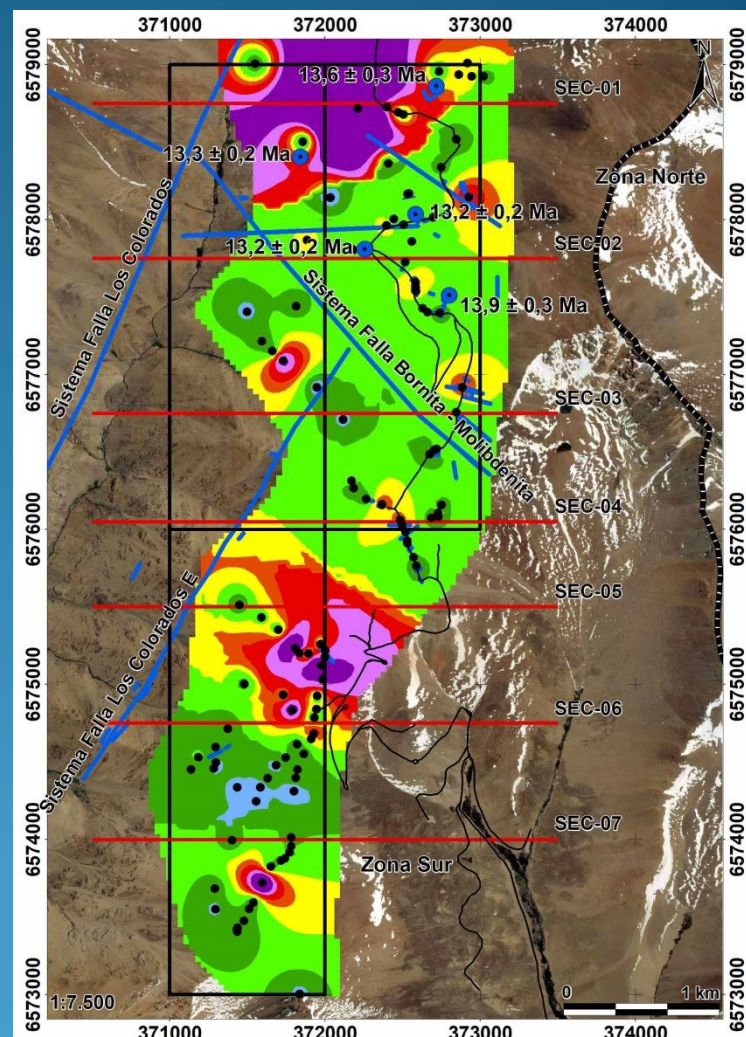 371000 372000 373000 374000
6579000
N
13,6 ± 0,3 Ma
SEC-01
13,3 ± 0,2 Ma
Zona Norte
6578000
13,2 ± 0,2 Ma
13,2 ± 0,2 Ma
SEC-02
Sistema Falla Los Colorados
Sistema Falla Bornita - Molibdenita
13,9 ± 0,3 Ma
6577000
SEC-03
6576000
SEC-04
SEC-05
Sistema Falla Los Colorados E
6575000
SEC-06
6574000
SEC-07
Zona Sur
6573000
1:7.500
0 1 km
371000 372000 373000 374000
6579000
6578000
6577000
6576000
6575000
6574000
6573000